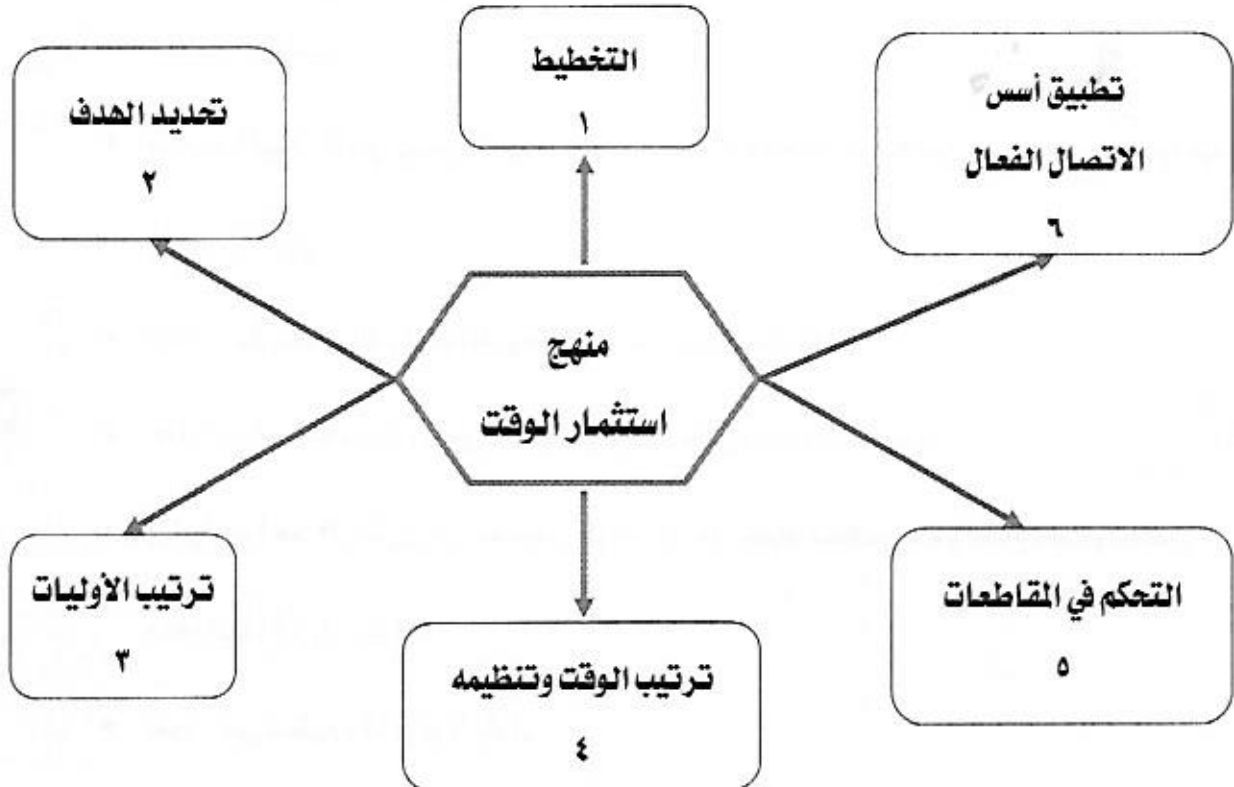 التخطيط
١
تحديد الهدف
٢
ترتيب الأوليات
٣
ترتيب الوقت وتنظيمه
٤
التحكم في المقاطعات
٥
تطبيق أسس
الاتصال الفعال
٦
منهج
استثمار الوقت